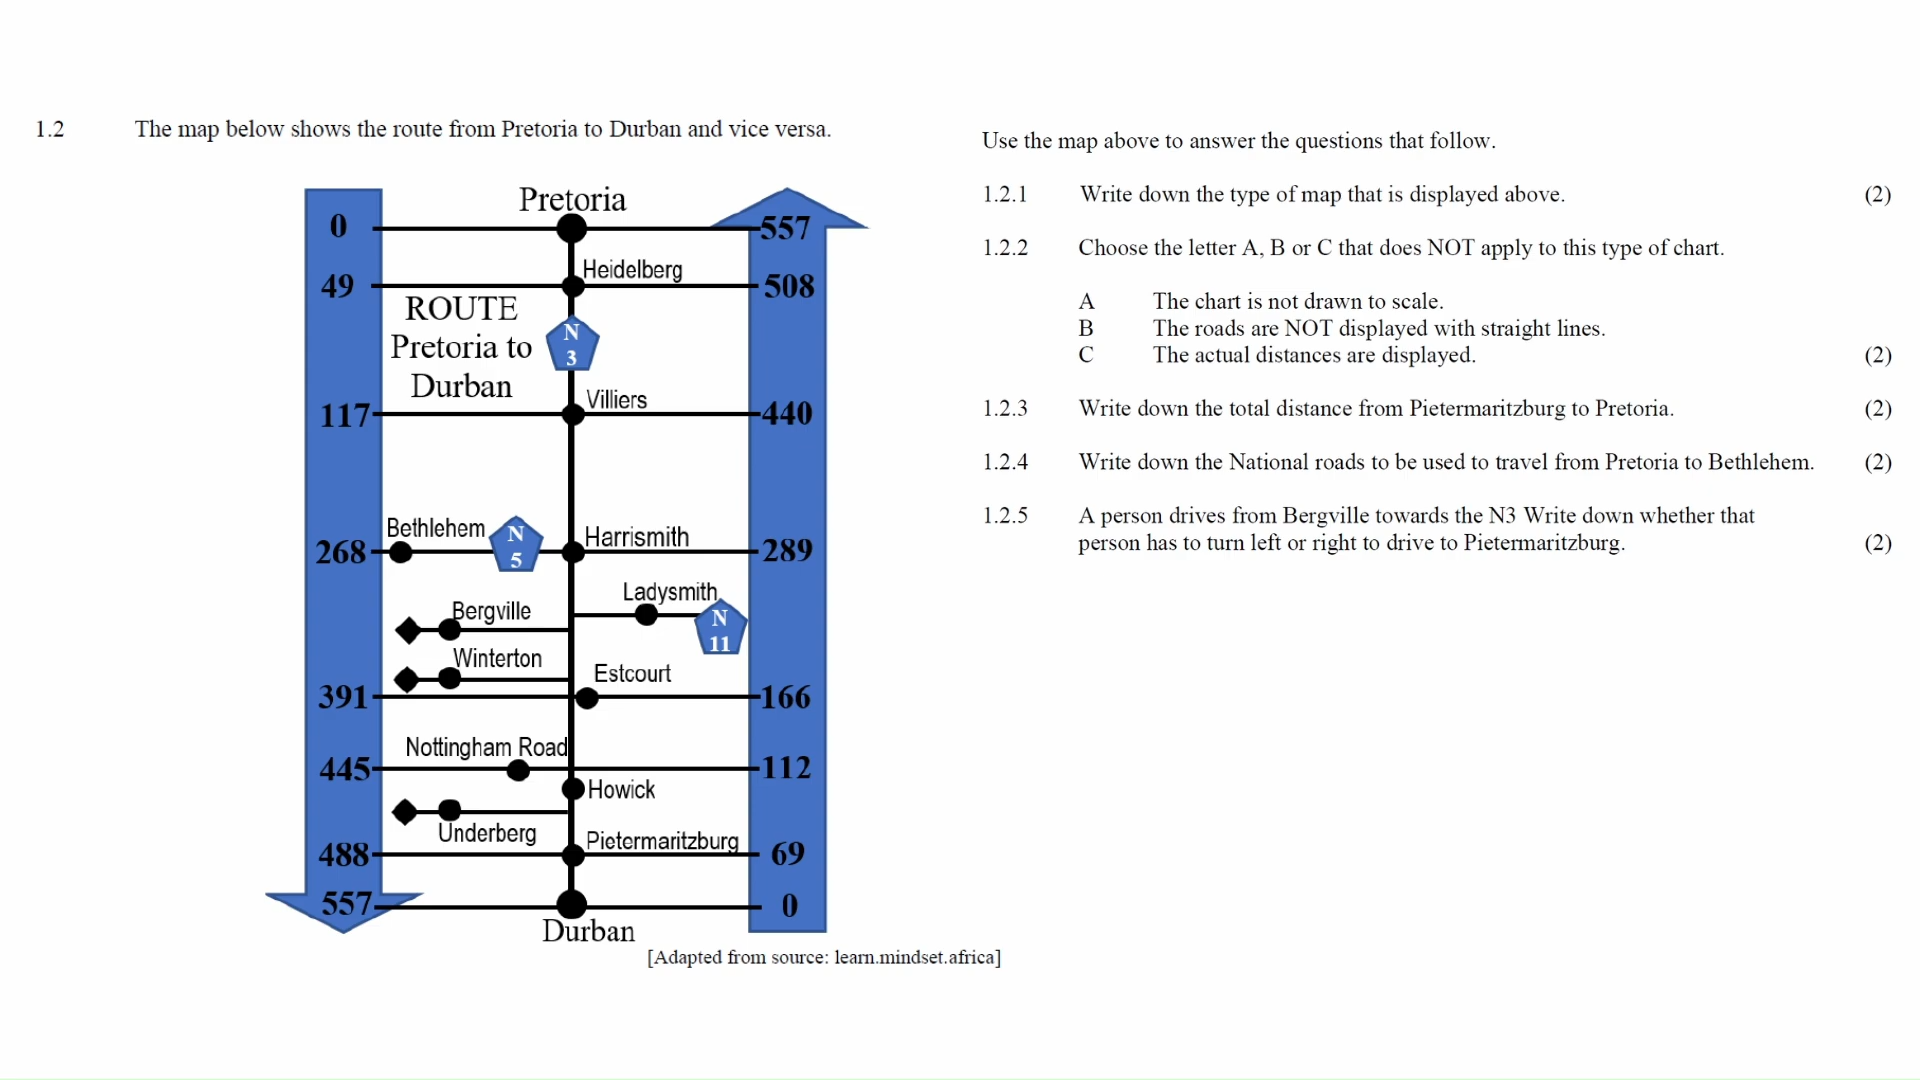 1.2 The map below shows the route from Pretoria to Durban and vice versa.
Pretoria
0 557
Heidelberg
49 508
ROUTE
Pretoria to
Durban
N
3
Villiers
117 440
Bethlehem
N
5
Harrismith
268 289
Ladysmith
N
11
Bergville
Winterton
Estcourt
391 166
Nottingham Road
445 112
Howick
Underberg
Pietermaritzburg
488 69
557 0
Durban
[Adapted from source: learn.mindset.africa]
Use the map above to answer the questions that follow.
1.2.1 Write down the type of map that is displayed above. (2)
1.2.2 Choose the letter A, B or C that does NOT apply to this type of chart.
A The chart is not drawn to scale.
B The roads are NOT displayed with straight lines.
C The actual distances are displayed. (2)
1.2.3 Write down the total distance from Pietermaritzburg to Pretoria. (2)
1.2.4 Write down the National roads to be used to travel from Pretoria to Bethlehem. (2)
1.2.5 A person drives from Bergville towards the N3 Write down whether that
person has to turn left or right to drive to Pietermaritzburg. (2)